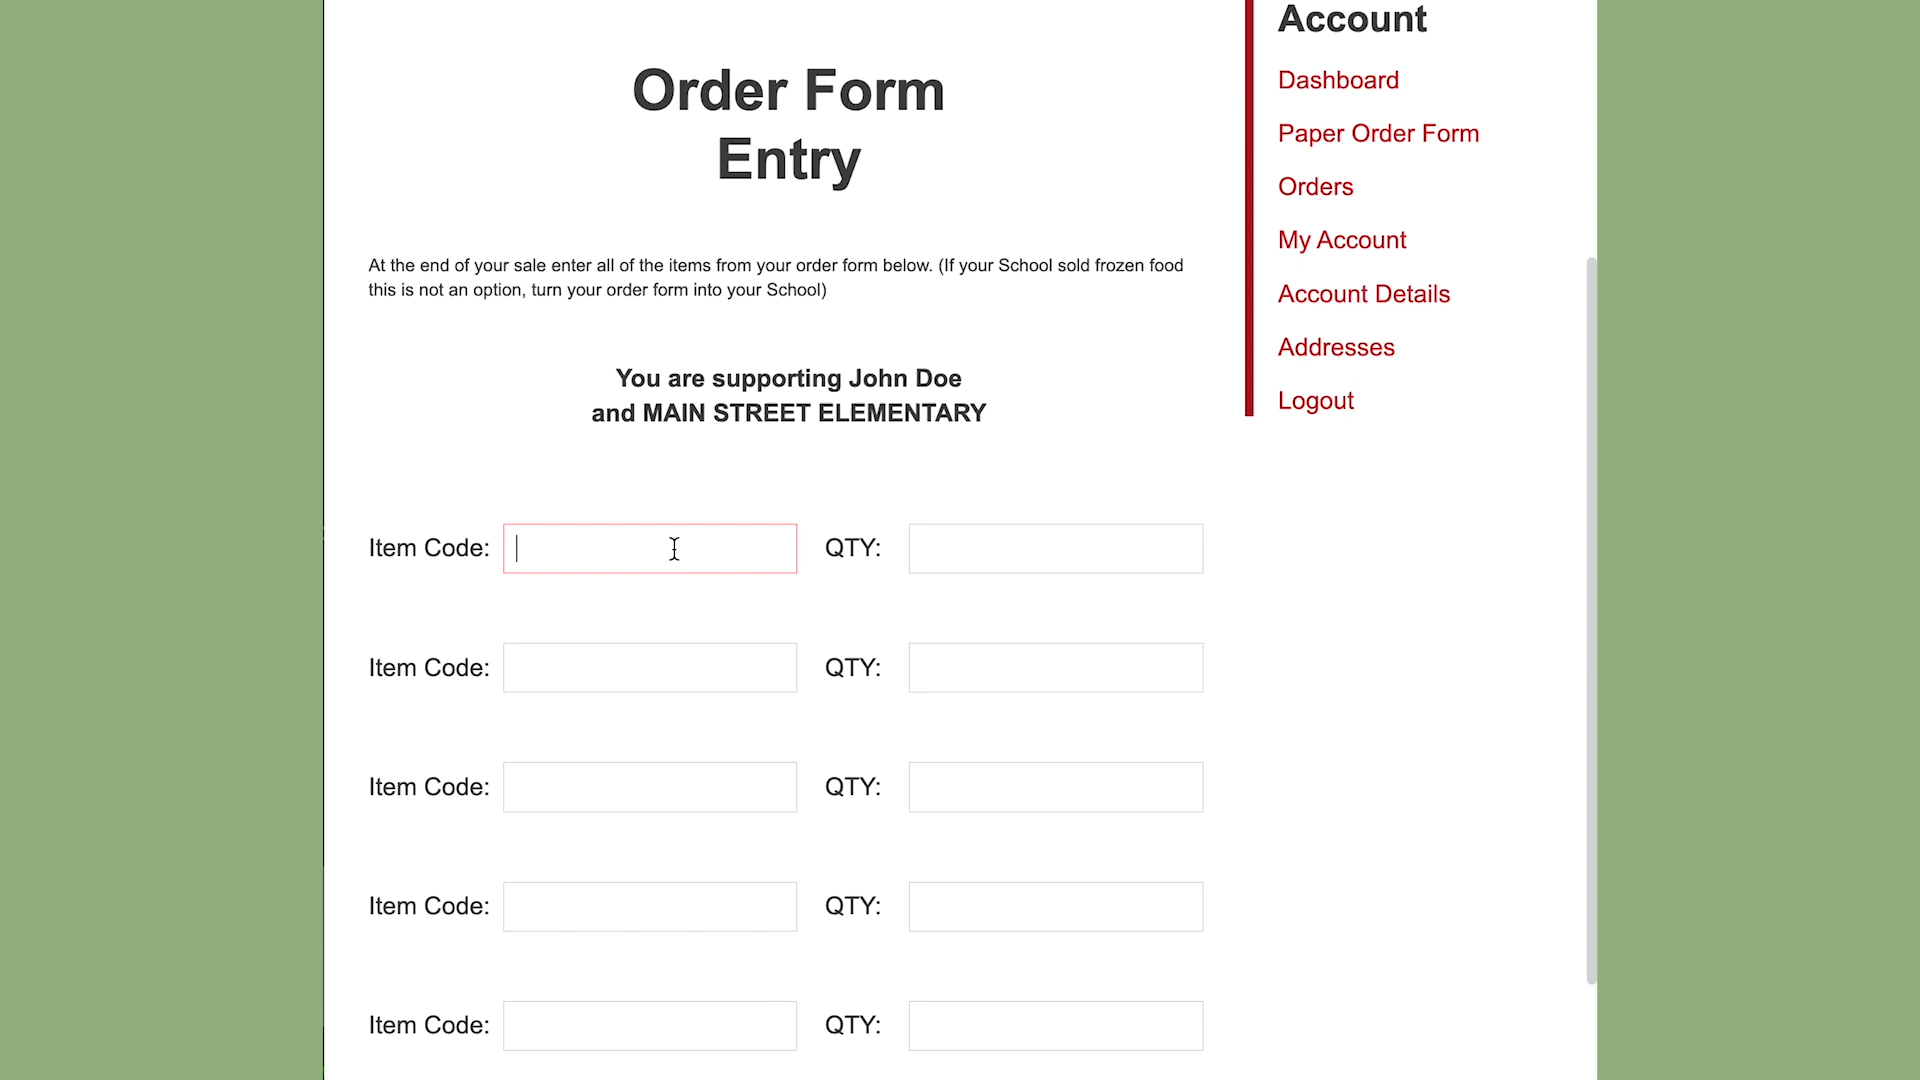 Order Form
Entry
At the end of your sale enter all of the items from your order form below. (If your School sold frozen food
this is not an option, turn your order form into your School)
You are supporting John Doe
and MAIN STREET ELEMENTARY
Item Code:
QTY:
Item Code:
QTY:
Item Code:
QTY:
Item Code:
QTY:
Item Code:
QTY:
Account
Dashboard
Paper Order Form
Orders
My Account
Account Details
Addresses
Logout